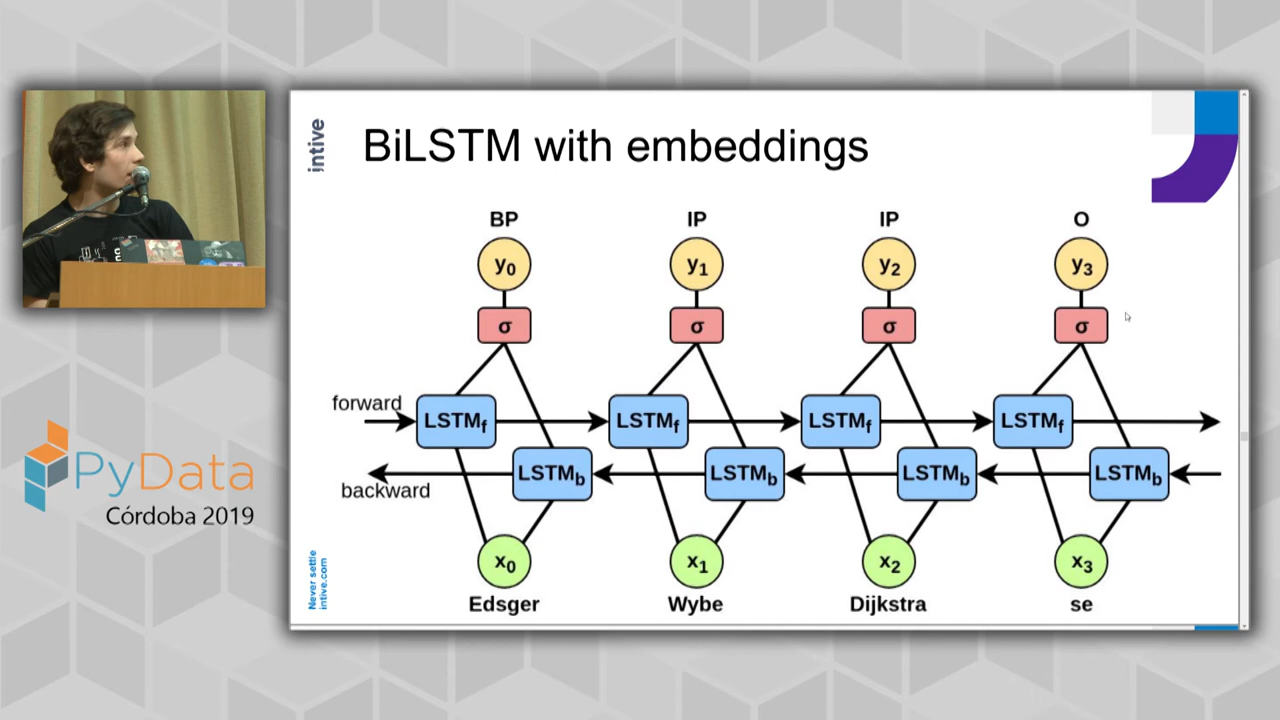 intive
BiLSTM with embeddings
BP IP IP O
y0 y1 y2 y3
σ σ σ σ
forward
LSTMf LSTMf LSTMf LSTMf
LSTMb LSTMb LSTMb LSTMb
backward
x0 x1 x2 x3
Edsger Wybe Dijkstra se
Never settle
intive.com
PyData
Córdoba 2019